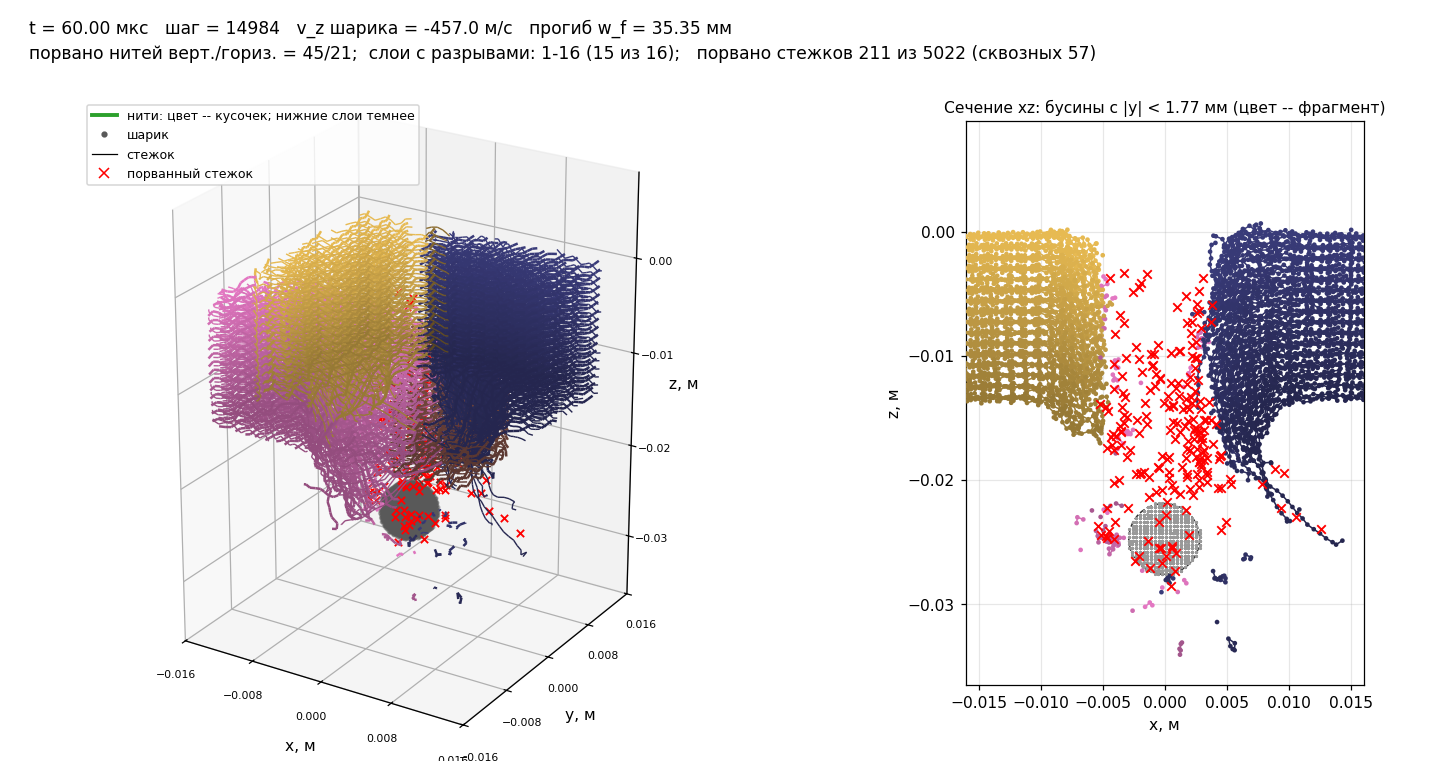 t = 60.00 мкс   шаг = 14984   v_z шарика = -457.0 м/с   прогиб w_f = 35.35 мм
порвано нитей верт./гориз. = 45/21;  слои с разрывами: 1-16 (15 из 16);   порвано стежков 211 из 5022 (сквозных 57)
нити: цвет -- кусочек; нижние слои темнее
шарик
стежок
порванный стежок
0.00
−0.01
z, м
−0.02
−0.03
0.016
0.008
0.000
−0.008
−0.016
y, м
−0.016
−0.008
0.000
0.008
x, м
Сечение xz: бусины с |y| < 1.77 мм (цвет -- фрагмент)
0.00
−0.01
−0.02
−0.03
z, м
−0.015 −0.010 −0.005 0.000 0.005 0.010 0.015
x, м